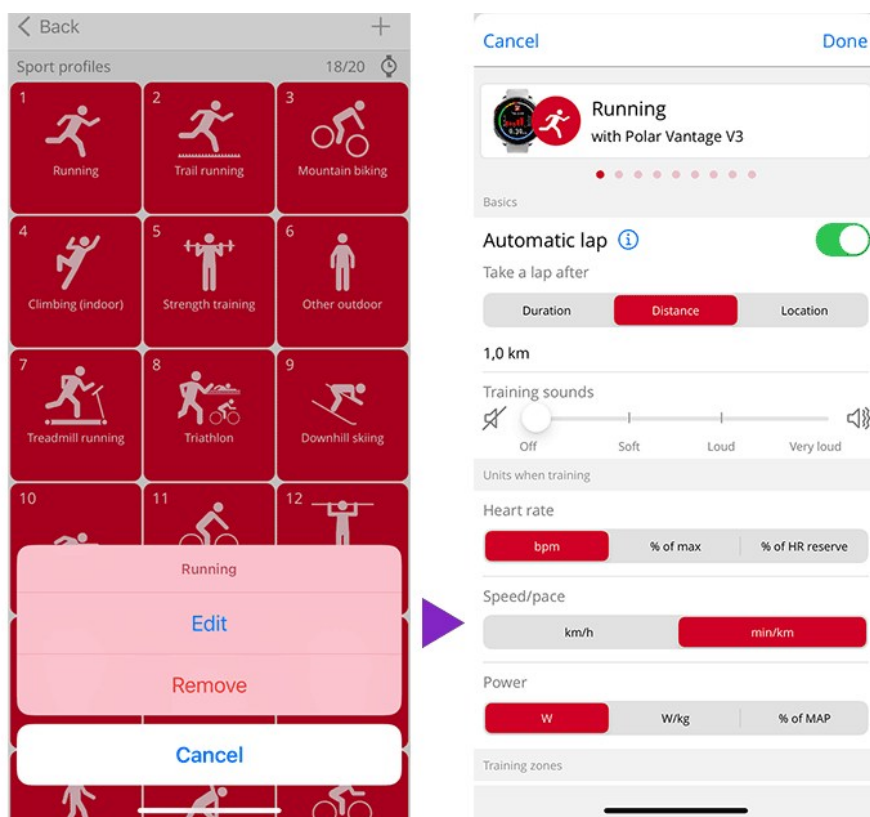 Back
Sport profiles 18/20
1 2 3
Running Trail running Mountain biking
4 5 6
Climbing (indoor) Strength training Other outdoor
7 8 9
Treadmill running Triathlon Downhill skiing
10 11 12
Running
Edit
Remove
Cancel
Cancel Done
Running
with Polar Vantage V3
Basics
Automatic lap
Take a lap after
Duration Distance Location
1,0 km
Training sounds
Off Soft Loud Very loud
Units when training
Heart rate
bpm % of max % of HR reserve
Speed/pace
km/h min/km
Power
W W/kg % of MAP
Training zones